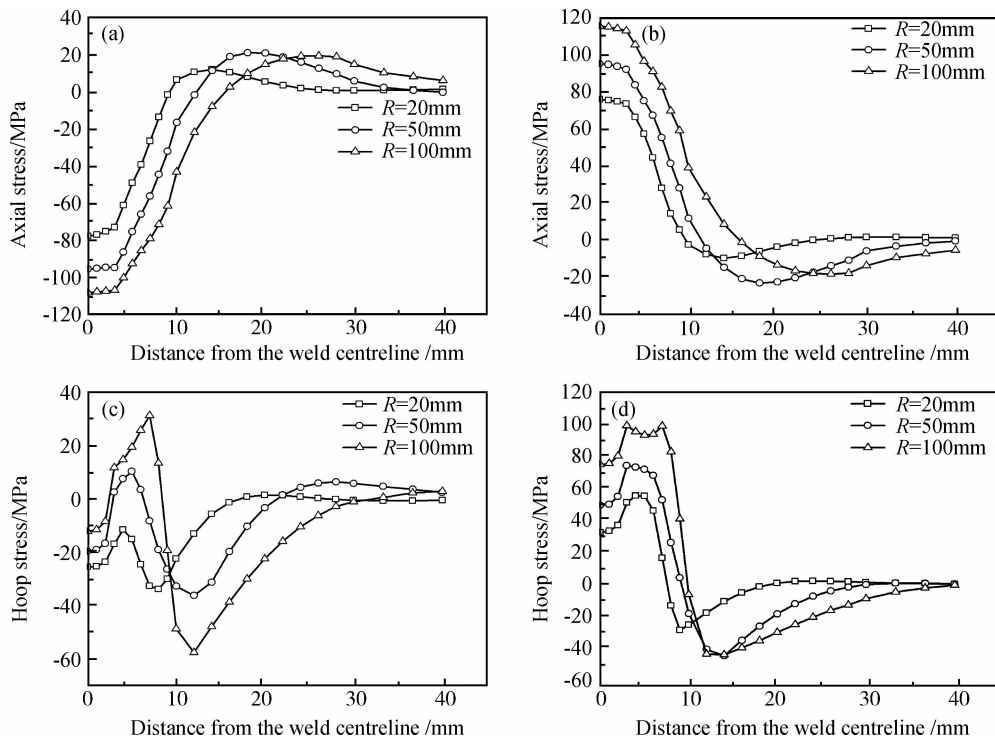 (a)
R=20mm
R=50mm
R=100mm
Axial stress/MPa
40
20
0
-20
-40
-60
-80
-100
-120
0
10
20
30
40
Distance from the weld centreline /mm
(b)
R=20mm
R=50mm
R=100mm
Axial stress/MPa
120
100
80
60
40
20
0
-20
-40
0
10
20
30
40
Distance from the weld centreline /mm
(c)
R=20mm
R=50mm
R=100mm
Hoop stress/MPa
40
20
0
-20
-40
-60
0
10
20
30
40
Distance from the weld centreline /mm
(d)
R=20mm
R=50mm
R=100mm
Hoop stress/MPa
120
100
80
60
40
20
0
-20
-40
-60
0
10
20
30
40
Distance from the weld centreline /mm